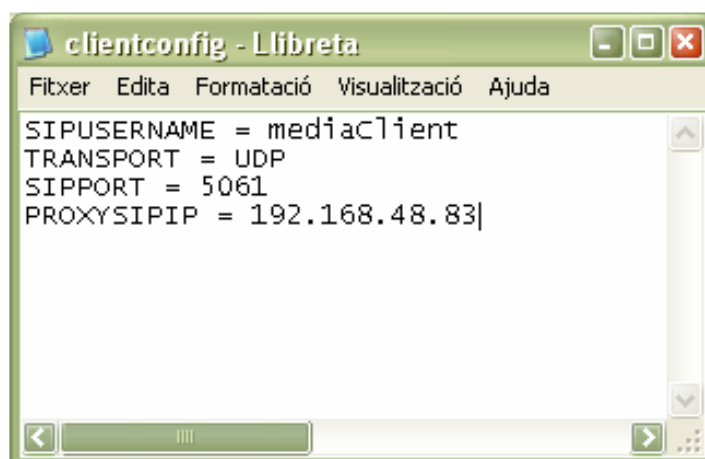 clientconfig - Llibreta
Fitxer Edita Formatació Visualització Ajuda
SIPUSERNAME = mediaClient
TRANSPORT = UDP
SIPPORT = 5061
PROXYSIPIP = 192.168.48.83